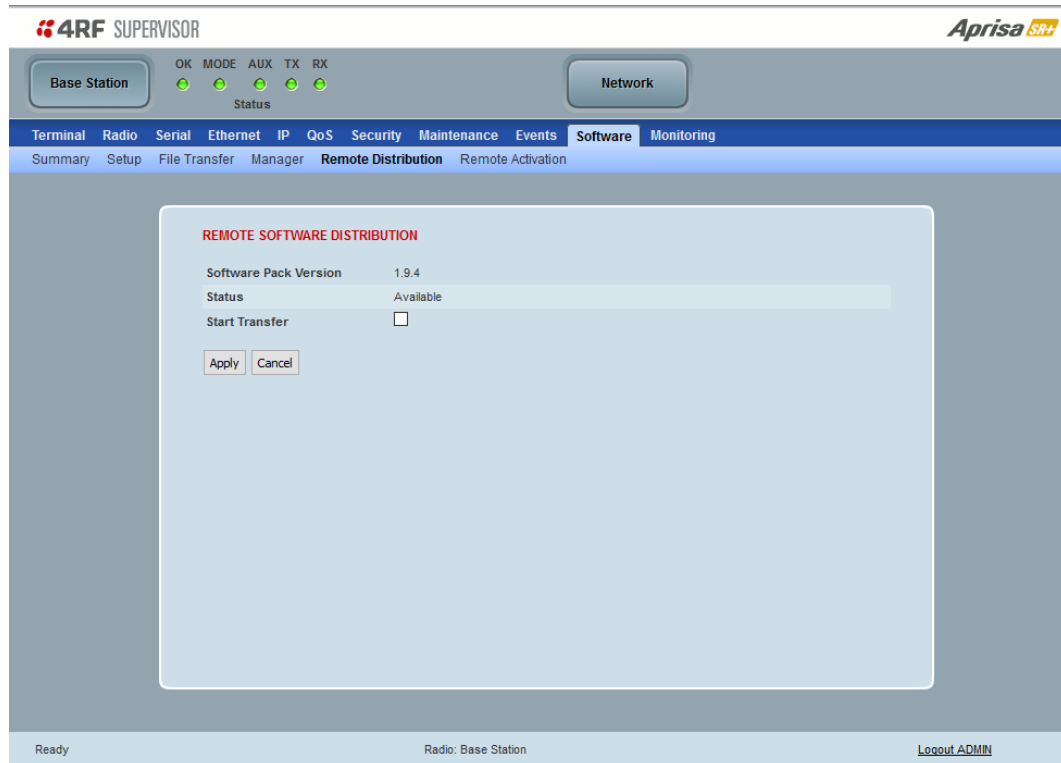 4RF SUPERVISOR
Aprisa SR+
Base Station
OK MODE AUX TX RX
Status
Network
Terminal Radio Serial Ethernet IP QoS Security Maintenance Events Software Monitoring
Summary Setup File Transfer Manager Remote Distribution Remote Activation
REMOTE SOFTWARE DISTRIBUTION
Software Pack Version 1.9.4
Status Available
Start Transfer
Apply Cancel
Ready Radio: Base Station Logout ADMIN